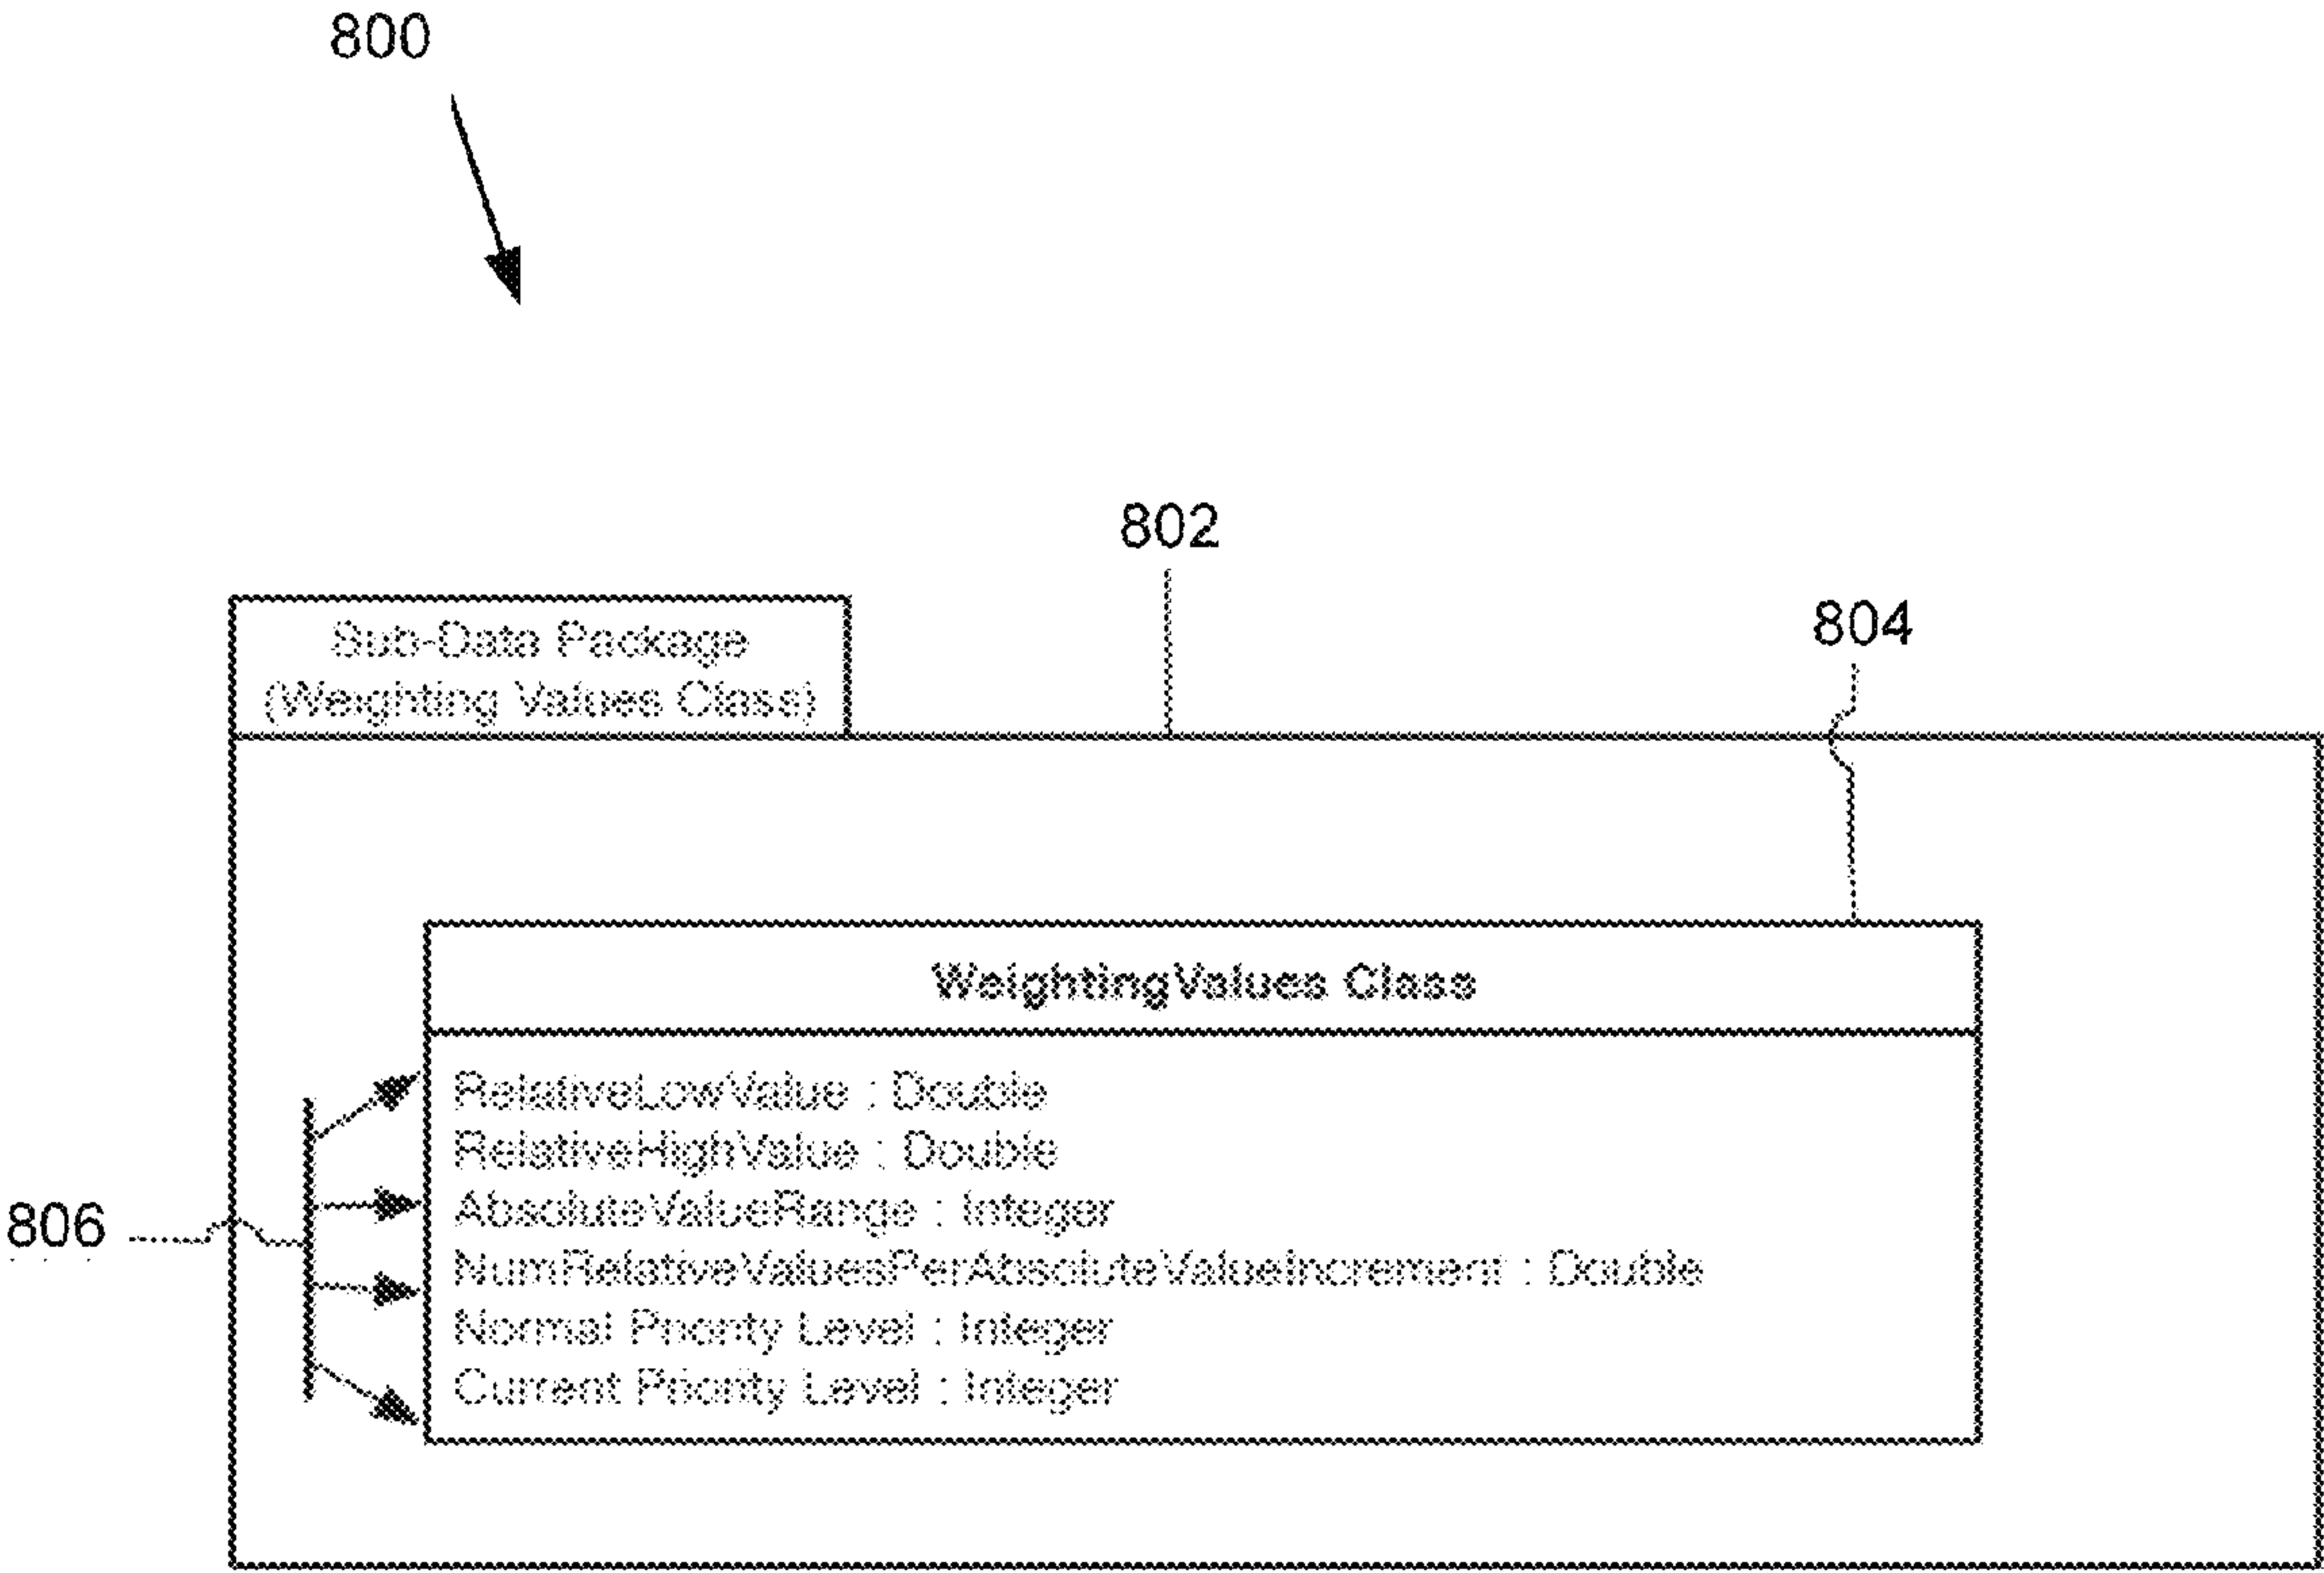 800
802
804
Sub-Data Package
(Weighting Values Class)
WeightingValues Class
RelativeLowValue : Double
RelativeHighValue : Double
AbsoluteValueRange : Integer
806
NumRelativeValuesPerAbsoluteValueIncrement : Double
Normal Priority Level : Integer
Current Priority Level : Integer